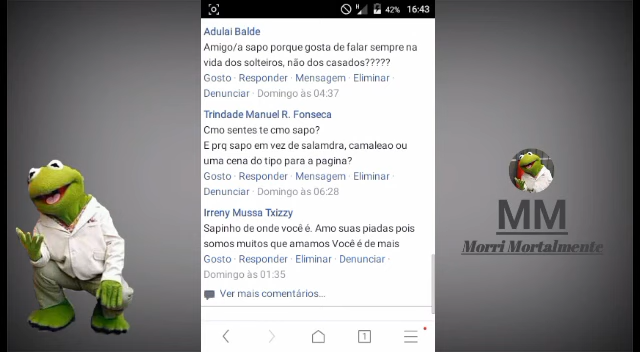 42% 16:43
Adulai Balde
Amigo/a sapo porque gosta de falar sempre na
vida dos solteiros, não dos casados?????
Gosto · Responder · Mensagem · Eliminar ·
Denunciar · Domingo às 04:37
Trindade Manuel R. Fonseca
Cmo sentes te cmo sapo?
E prq sapo em vez de salamdra, camaleao ou
uma cena do tipo para a pagina?
Gosto · Responder · Mensagem · Eliminar ·
Denunciar · Domingo às 06:28
Irreny Mussa Txizzy
Sapinho de onde você é. Amo suas piadas pois
somos muitos que amamos Você é de mais
Gosto · Responder · Eliminar · Denunciar ·
Domingo às 01:35
Ver mais comentários...
1
MM
Morri Mortalmente